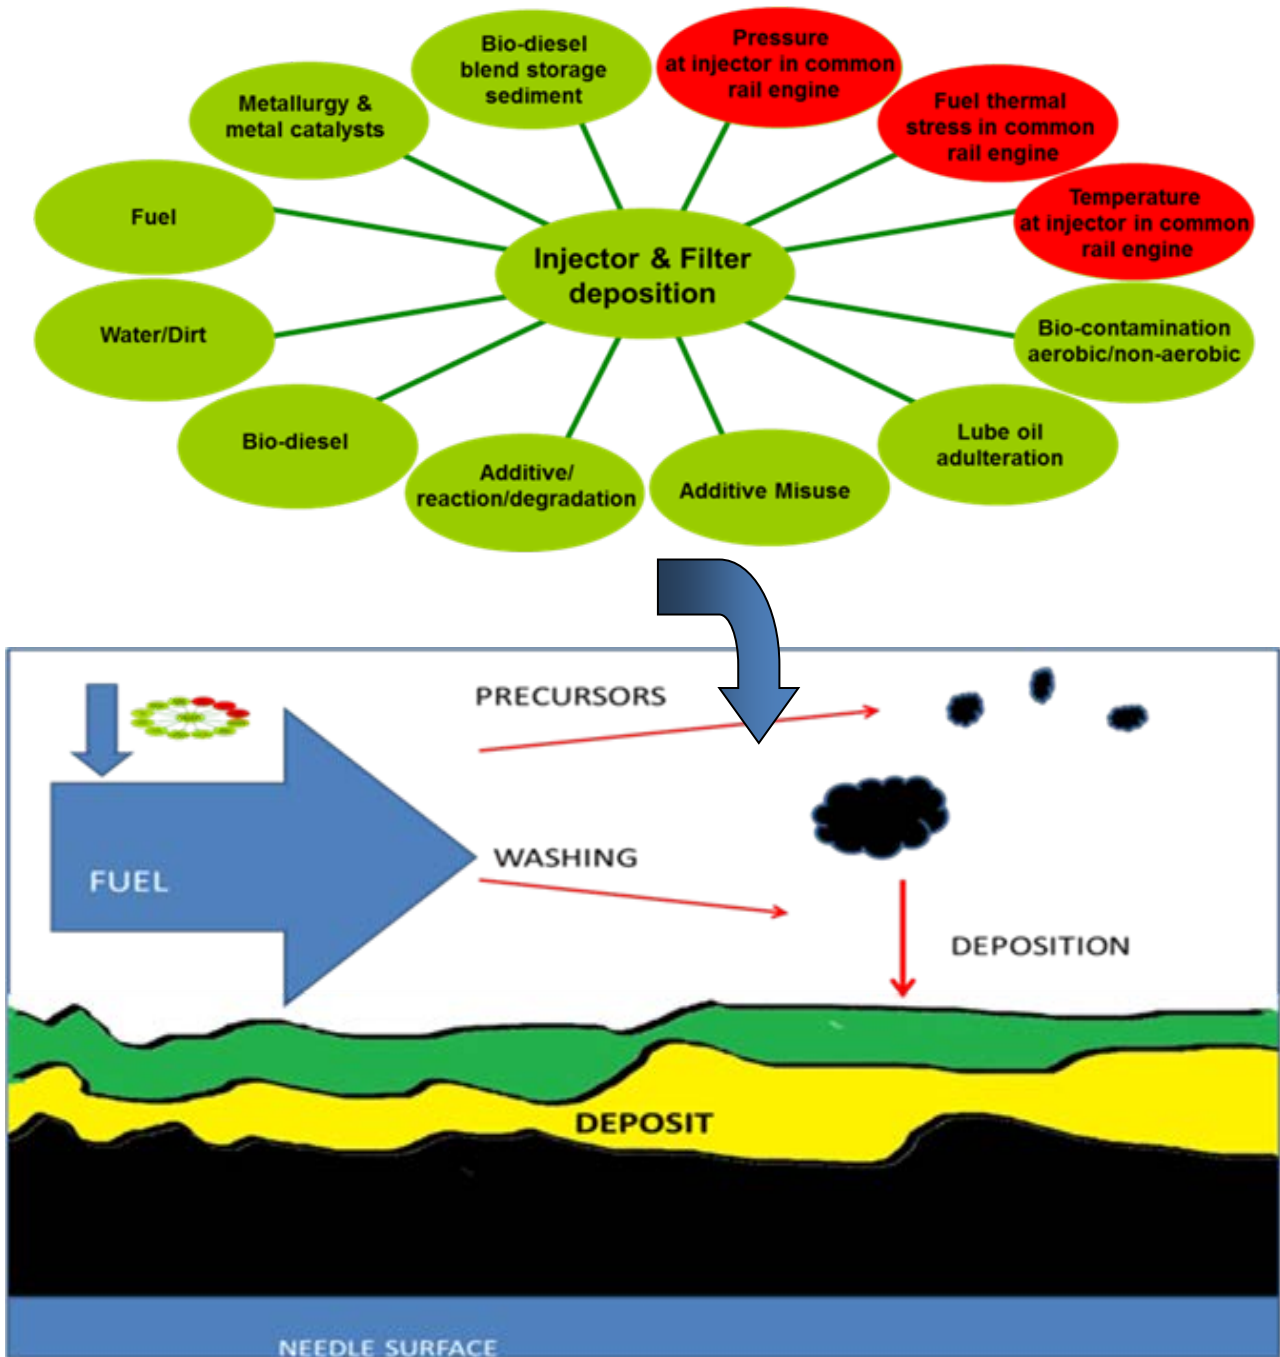 Bio-diesel
blend storage
sediment
Pressure
at injector in common
rail engine
Metallurgy &
metal catalysts
Fuel thermal
stress in common
rail engine
Fuel
Temperature
at injector in common
rail engine
Injector & Filter
deposition
Water/Dirt
Bio-contamination
aerobic/non-aerobic
Bio-diesel
Lube oil
adulteration
Additive/
reaction/degradation
Additive Misuse
PRECURSORS
WASHING
FUEL
DEPOSITION
DEPOSIT
NEEDLE SURFACE